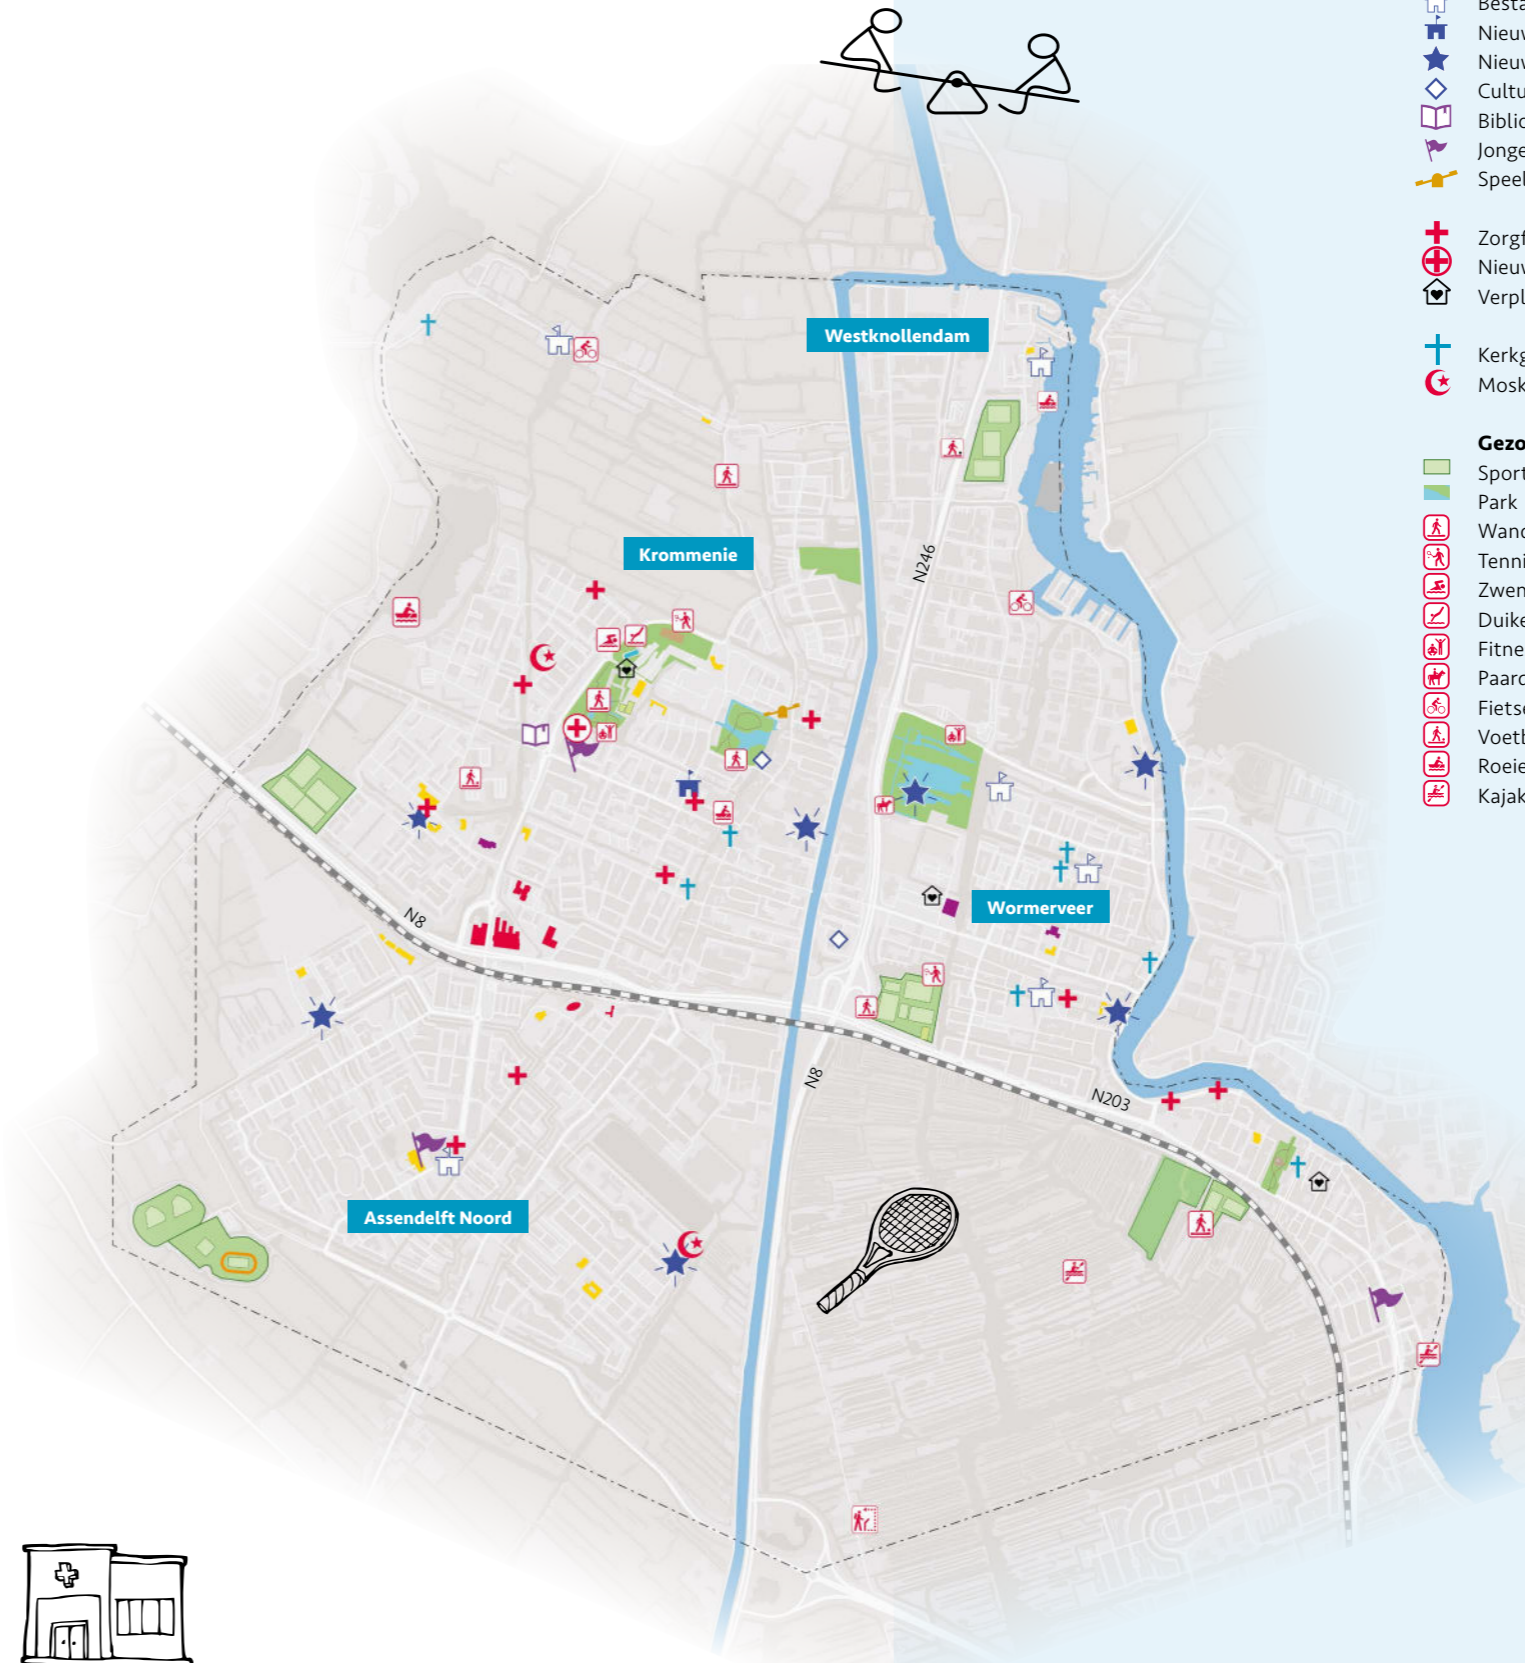 Westknollendam
Krommenie
N246
Wormerveer
N8
N8
N203
Assendelft Noord
Besta
Nieuw
Nieuw
Cultu
Biblio
Jonge
Speel
Zorgf
Nieuw
Verpl
Kerkg
Mosk
Gezo
Sport
Park
Wand
Tenni
Zwem
Duike
Fitne
Paard
Fietse
Voetb
Roeie
Kajak